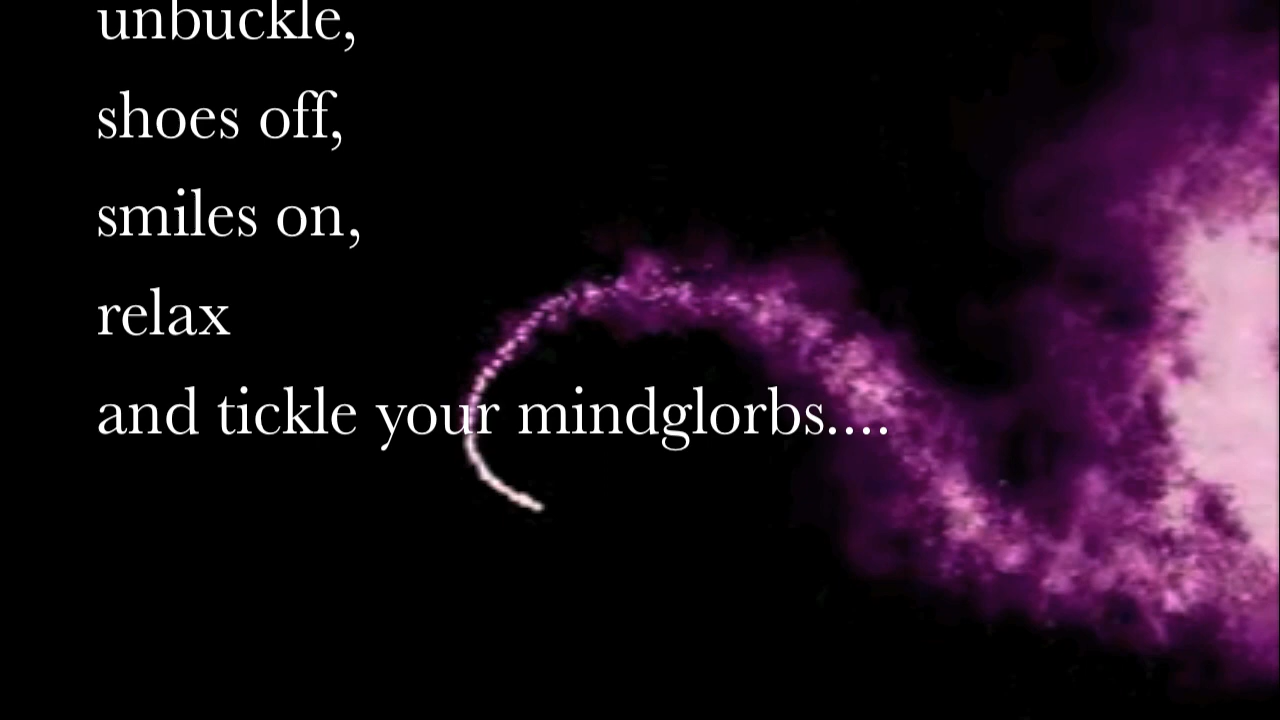 unbuckle,
shoes off,
smiles on,
relax
and tickle your mindglorbs....